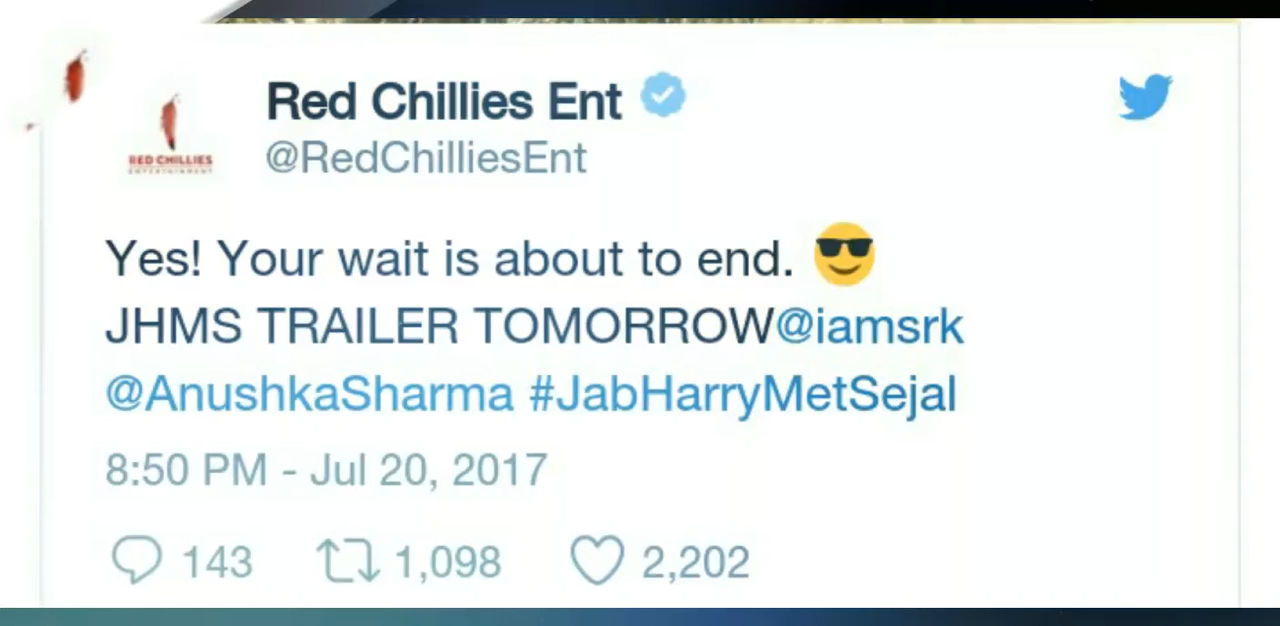 Red Chillies Ent
@RedChilliesEnt
RED CHILLIES
ENTERTAINMENT
Yes! Your wait is about to end. 😎
JHMS TRAILER TOMORROW@iamsrk
@AnushkaSharma #JabHarryMetSejal
8:50 PM - Jul 20, 2017
143 1,098 2,202